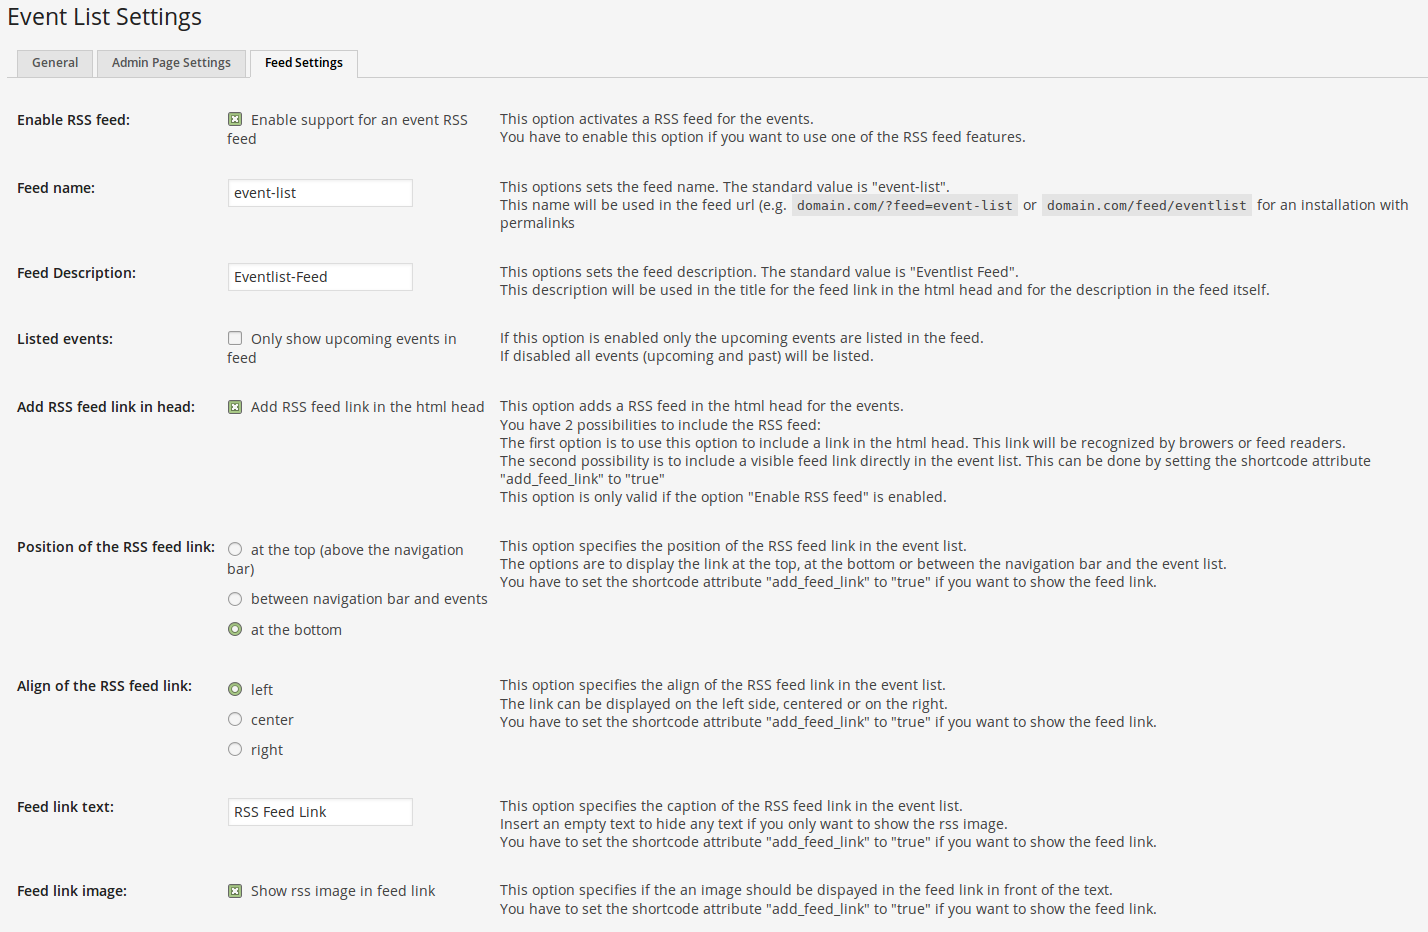 Event List Settings
General
Admin Page Settings
Feed Settings
Enable RSS feed:
Enable support for an event RSS
feed
This option activates a RSS feed for the events.
You have to enable this option if you want to use one of the RSS feed features.
Feed name:
event-list
This options sets the feed name. The standard value is "event-list".
This name will be used in the feed url (e.g. domain.com/?feed=event-list or domain.com/feed/eventlist for an installation with
permalinks
Feed Description:
Eventlist-Feed
This options sets the feed description. The standard value is "Eventlist Feed".
This description will be used in the title for the feed link in the html head and for the description in the feed itself.
Listed events:
Only show upcoming events in
feed
If this option is enabled only the upcoming events are listed in the feed.
If disabled all events (upcoming and past) will be listed.
Add RSS feed link in head:
Add RSS feed link in the html head
This option adds a RSS feed in the html head for the events.
You have 2 possibilities to include the RSS feed:
The first option is to use this option to include a link in the html head. This link will be recognized by browers or feed readers.
The second possibility is to include a visible feed link directly in the event list. This can be done by setting the shortcode attribute
"add_feed_link" to "true"
This option is only valid if the option "Enable RSS feed" is enabled.
Position of the RSS feed link:
at the top (above the navigation
bar)
between navigation bar and events
at the bottom
This option specifies the position of the RSS feed link in the event list.
The options are to display the link at the top, at the bottom or between the navigation bar and the event list.
You have to set the shortcode attribute "add_feed_link" to "true" if you want to show the feed link.
Align of the RSS feed link:
left
center
right
This option specifies the align of the RSS feed link in the event list.
The link can be displayed on the left side, centered or on the right.
You have to set the shortcode attribute "add_feed_link" to "true" if you want to show the feed link.
Feed link text:
RSS Feed Link
This option specifies the caption of the RSS feed link in the event list.
Insert an empty text to hide any text if you only want to show the rss image.
You have to set the shortcode attribute "add_feed_link" to "true" if you want to show the feed link.
Feed link image:
Show rss image in feed link
This option specifies if the an image should be dispayed in the feed link in front of the text.
You have to set the shortcode attribute "add_feed_link" to "true" if you want to show the feed link.